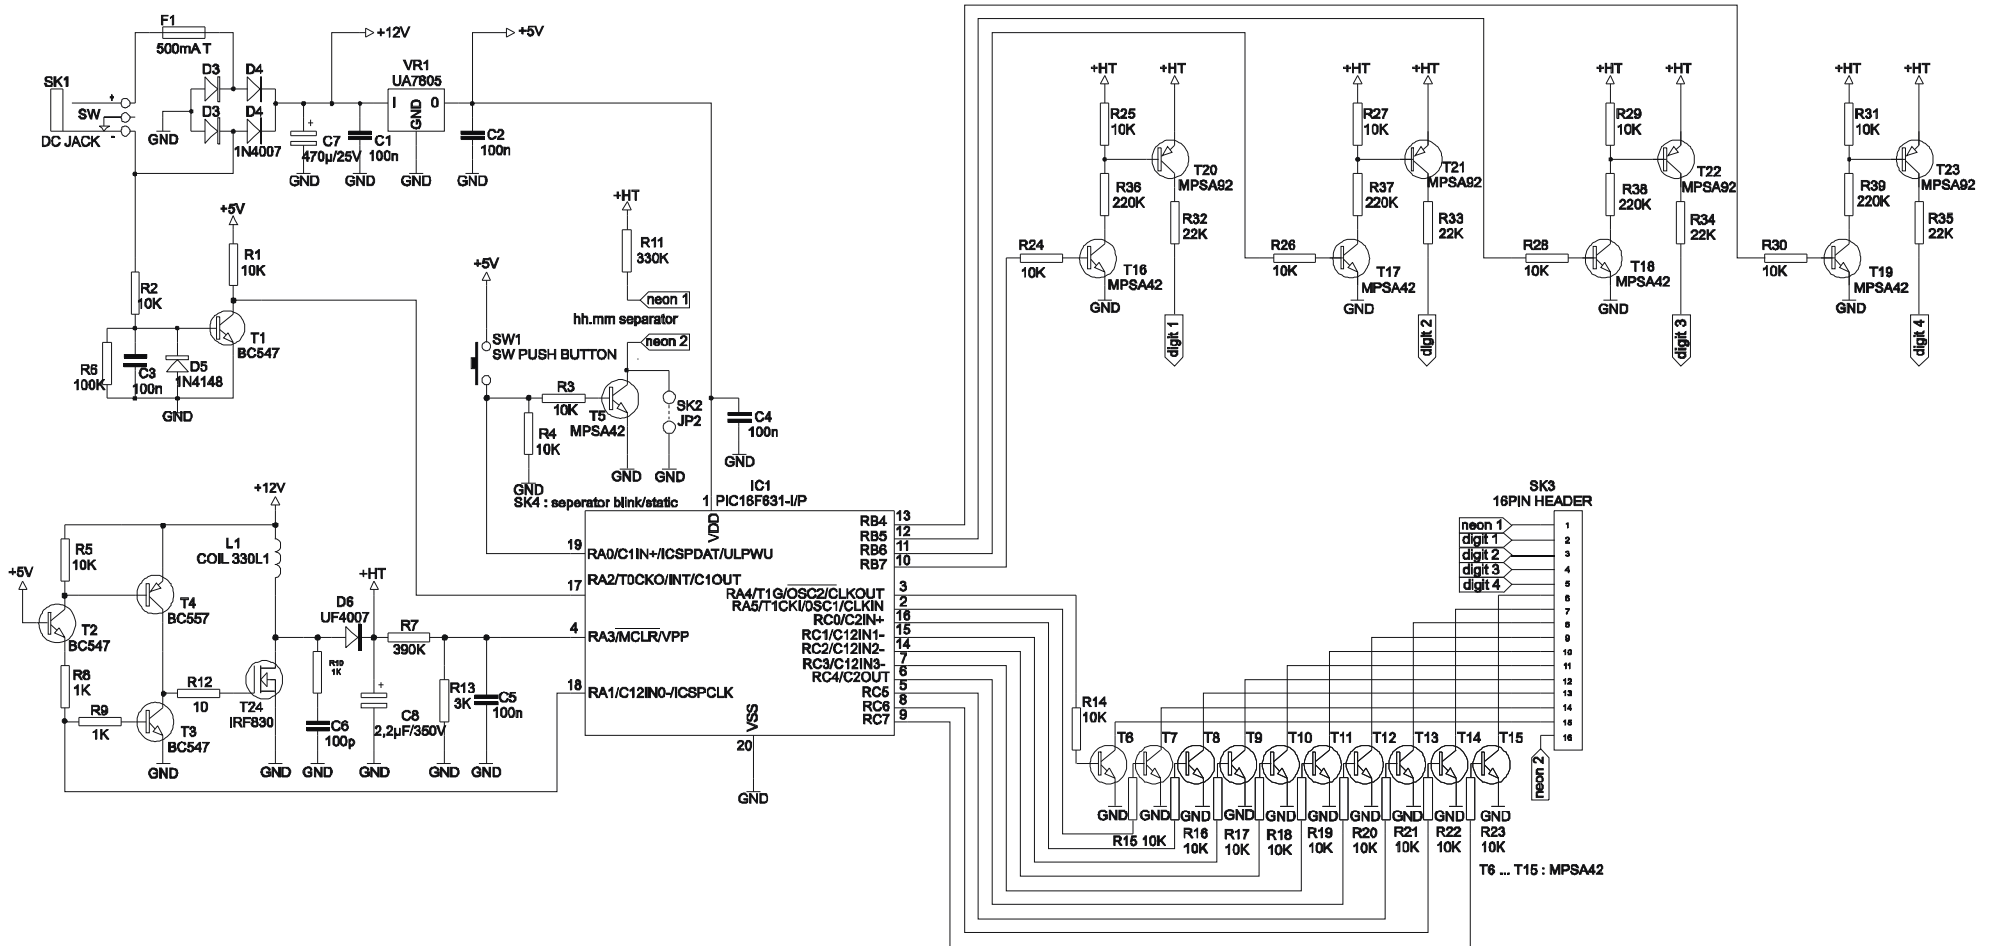 F1
500mA T
+12V
+5V
SK1
SW
DC JACK
+
-
D3
D4
D3
D4
1N4007
GND
VR1
UA7805
I
GND
0
+
C7
470µ/25V
C1
100n
C2
100n
GND
GND
GND
GND
+5V
R1
10K
R2
10K
T1
BC547
R6
100K
C3
100n
D5
1N4148
GND
+HT
R11
330K
neon 1
hh.mm separator
neon 2
+5V
SW1
SW PUSH BUTTON
R3
10K
T5
MPSA42
SK2
JP2
R4
10K
GND
GND
GND
SK4 : seperator blink/static
C4
100n
GND
+HT
+HT
R25
10K
T20
MPSA92
R36
220K
R32
22K
R24
10K
T16
MPSA42
GND
digit 1
+HT
+HT
R27
10K
T21
MPSA92
R37
220K
R33
22K
R26
10K
T17
MPSA42
GND
digit 2
+HT
+HT
R29
10K
T22
MPSA92
R38
220K
R34
22K
R28
10K
T18
MPSA42
GND
digit 3
+HT
+HT
R31
10K
T23
MPSA92
R39
220K
R35
22K
R30
10K
T19
MPSA42
GND
digit 4
+12V
L1
COIL 330L1
R5
10K
+5V
T4
BC557
T2
BC547
R8
1K
R9
1K
T3
BC547
GND
R12
10
T24
IRF830
GND
+HT
D6
UF4007
R10
1K
C6
100p
GND
+
C8
2,2µF/350V
GND
R7
390K
R13
3K
GND
C5
100n
GND
IC1
PIC16F631-I/P
1
VDD
19 RA0/C1IN+/ICSPDAT/ULPWU
17 RA2/T0CKO/INT/C1OUT
4 RA3/MCLR/VPP
18 RA1/C12IN0-/ICSPCLK
VSS
20
GND
RB4 13
RB5 12
RB6 11
RB7 10
RA4/T1G/OSC2/CLKOUT 3
RA5/T1CKI/0SC1/CLKIN 2
RC0/C2IN+ 16
RC1/C12IN1- 15
RC2/C12IN2- 14
RC3/C12IN3- 7
RC4/C2OUT 6
RC5 5
RC6 8
RC7 9
SK3
16PIN HEADER
neon 1
digit 1
digit 2
digit 3
digit 4
1
2
3
4
5
6
7
8
9
10
11
12
13
14
15
16
neon 2
R14
10K
T6
T7
T8
T9
T10
T11
T12
T13
T14
T15
GND
GND
GND
GND
GND
GND
GND
GND
GND
GND
R15 10K
R16
10K
R17
10K
R18
10K
R19
10K
R20
10K
R21
10K
R22
10K
R23
10K
T6 ... T15 : MPSA42